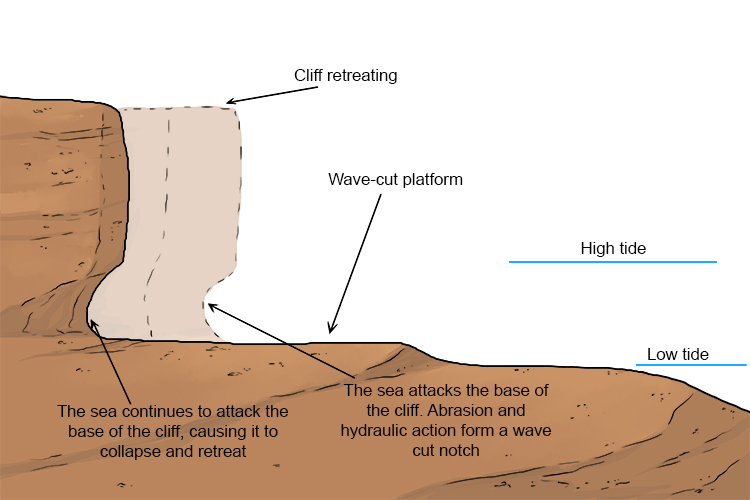 Cliff retreating
Wave-cut platform
High tide
Low tide
The sea attacks the base of
the cliff. Abrasion and
hydraulic action form a wave
cut notch
The sea continues to attack the
base of the cliff, causing it to
collapse and retreat